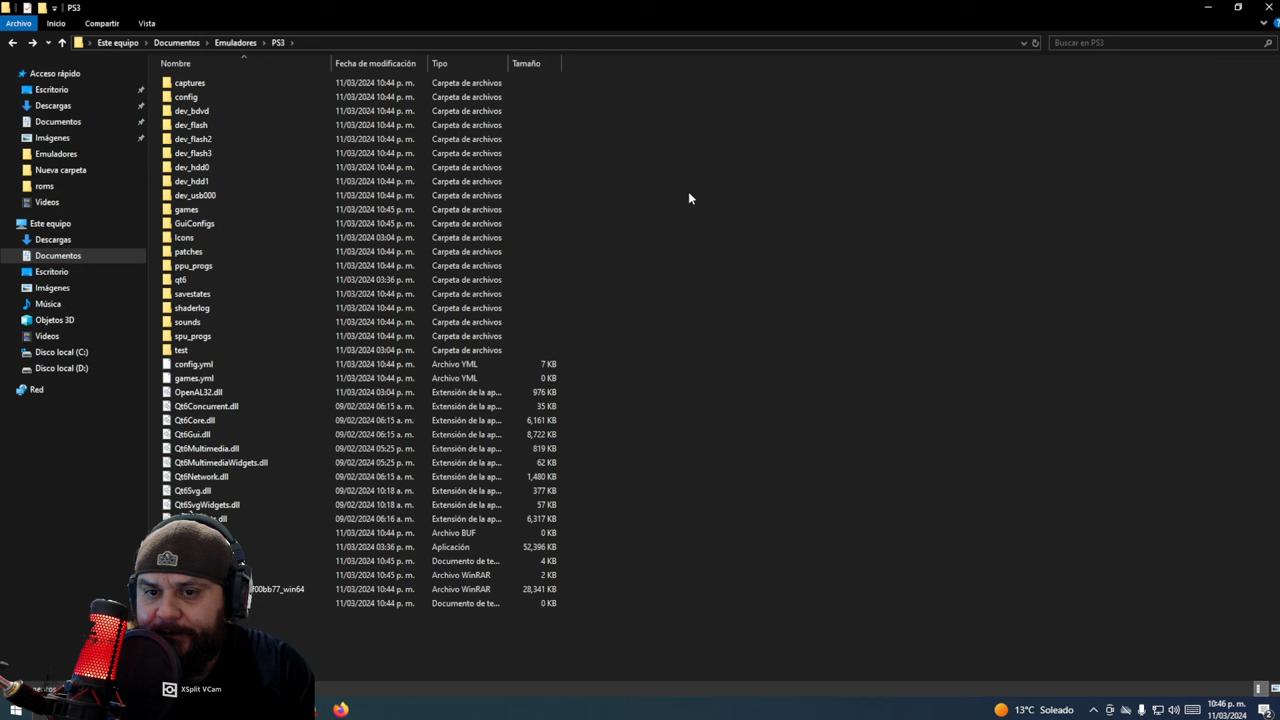 PS3
Archivo Inicio Compartir Vista
Este equipo Documentos Emuladores PS3
Buscar en PS3
Nombre Fecha de modificación Tipo Tamaño
Acceso rápido
Escritorio
Descargas
Documentos
Imágenes
Emuladores
Nueva carpeta
roms
Videos
Este equipo
Descargas
Documentos
Escritorio
Imágenes
Música
Objetos 3D
Videos
Disco local (C:)
Disco local (D:)
Red
captures 11/03/2024 10:44 p. m. Carpeta de archivos
config 11/03/2024 10:44 p. m. Carpeta de archivos
dev_bdvd 11/03/2024 10:44 p. m. Carpeta de archivos
dev_flash 11/03/2024 10:44 p. m. Carpeta de archivos
dev_flash2 11/03/2024 10:44 p. m. Carpeta de archivos
dev_flash3 11/03/2024 10:44 p. m. Carpeta de archivos
dev_hdd0 11/03/2024 10:44 p. m. Carpeta de archivos
dev_hdd1 11/03/2024 10:44 p. m. Carpeta de archivos
dev_usb000 11/03/2024 10:44 p. m. Carpeta de archivos
games 11/03/2024 10:45 p. m. Carpeta de archivos
GuiConfigs 11/03/2024 10:45 p. m. Carpeta de archivos
Icons 11/03/2024 03:04 p. m. Carpeta de archivos
patches 11/03/2024 10:44 p. m. Carpeta de archivos
ppu_progs 11/03/2024 10:44 p. m. Carpeta de archivos
qt6 11/03/2024 03:36 p. m. Carpeta de archivos
savestates 11/03/2024 10:44 p. m. Carpeta de archivos
shaderlog 11/03/2024 10:44 p. m. Carpeta de archivos
sounds 11/03/2024 10:44 p. m. Carpeta de archivos
spu_progs 11/03/2024 10:44 p. m. Carpeta de archivos
test 11/03/2024 03:04 p. m. Carpeta de archivos
config.yml 11/03/2024 10:44 p. m. Archivo YML 7 KB
games.yml 11/03/2024 10:44 p. m. Archivo YML 0 KB
OpenAL32.dll 11/03/2024 03:04 p. m. Extensión de la ap... 976 KB
Qt6Concurrent.dll 09/02/2024 06:15 a. m. Extensión de la ap... 35 KB
Qt6Core.dll 09/02/2024 06:15 a. m. Extensión de la ap... 6,161 KB
Qt6Gui.dll 09/02/2024 06:15 a. m. Extensión de la ap... 8,722 KB
Qt6Multimedia.dll 09/02/2024 05:25 p. m. Extensión de la ap... 819 KB
Qt6MultimediaWidgets.dll 09/02/2024 05:25 p. m. Extensión de la ap... 62 KB
Qt6Network.dll 09/02/2024 06:15 a. m. Extensión de la ap... 1,480 KB
Qt6Svg.dll 09/02/2024 10:18 a. m. Extensión de la ap... 377 KB
Qt6SvgWidgets.dll 09/02/2024 10:18 a. m. Extensión de la ap... 57 KB
.dll 09/02/2024 06:16 a. m. Extensión de la ap... 6,317 KB
11/03/2024 10:44 p. m. Archivo BUF 0 KB
11/03/2024 03:36 p. m. Aplicación 52,396 KB
11/03/2024 10:45 p. m. Documento de te... 4 KB
11/03/2024 10:45 p. m. Archivo WinRAR 2 KB
f00bb77_win64 11/03/2024 10:44 p. m. Archivo WinRAR 28,341 KB
11/03/2024 10:44 p. m. Documento de te... 0 KB
XSplit VCam
13°C Soleado
10:46 p. m.
11/03/2024